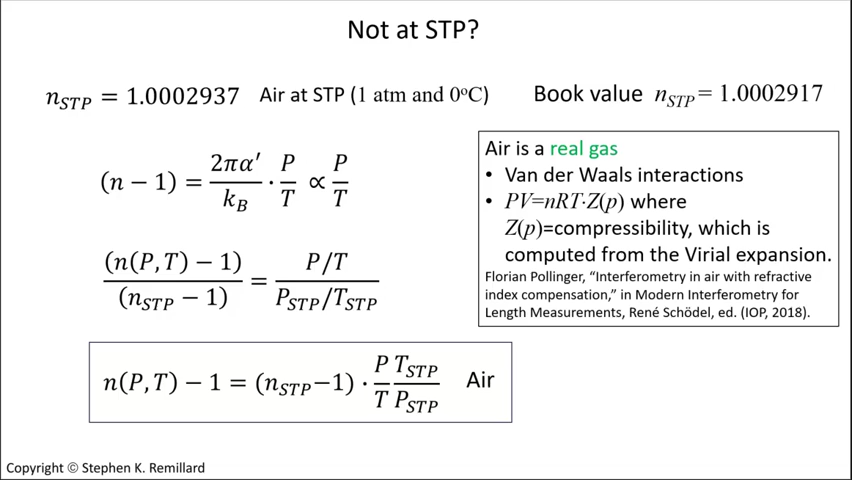 Not at STP?
n_STP = 1.0002937 Air at STP (1 atm and 0°C) Book value n_STP = 1.0002917
(n − 1) = 2πα′/k_B · P/T ∝ P/T
(n(P, T) − 1)/(n_STP − 1) = P/T / P_STP/T_STP
n(P, T) − 1 = (n_STP−1) · P/T T_STP/P_STP Air
Air is a real gas
• Van der Waals interactions
• PV=nRT·Z(p) where
Z(p)=compressibility, which is
computed from the Virial expansion.
Florian Pollinger, “Interferometry in air with refractive
index compensation,” in Modern Interferometry for
Length Measurements, René Schödel, ed. (IOP, 2018).
Copyright © Stephen K. Remillard